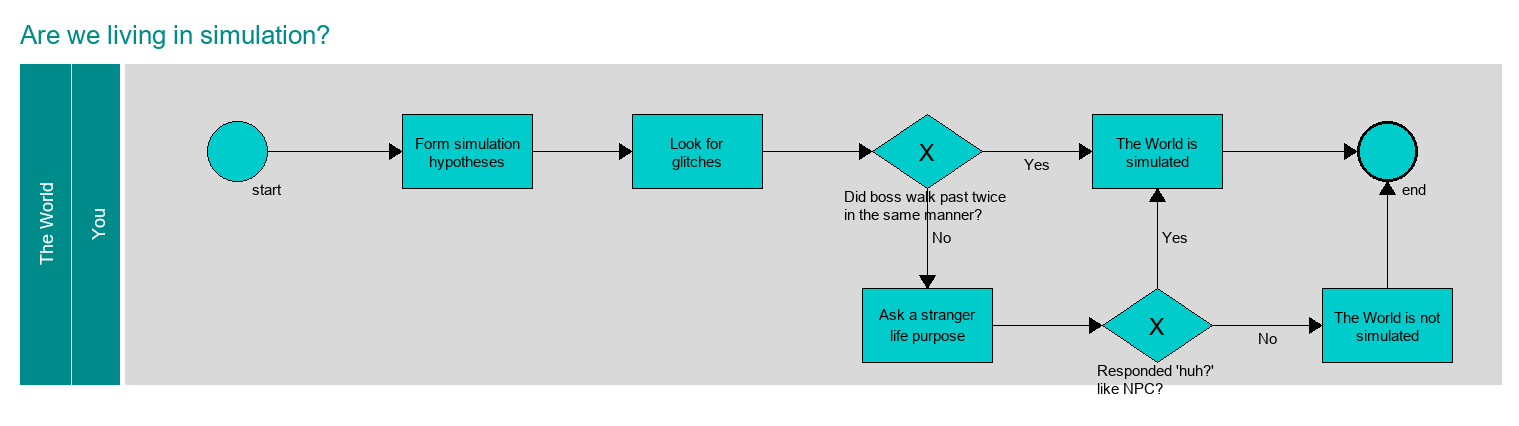 Are we living in simulation?
The World
You
start
Form simulation
hypotheses
Look for
glitches
X
Did boss walk past twice
in the same manner?
Yes
No
The World is
simulated
end
Ask a stranger
life purpose
X
Responded 'huh?'
like NPC?
Yes
No
The World is not
simulated